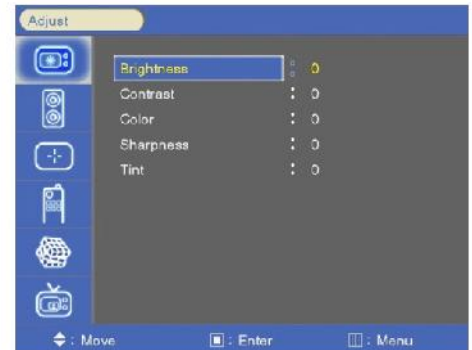 Adjust
Brightness : 0
Contrast : 0
Color : 0
Sharpness : 0
Tint : 0
: Move : Enter : Menu